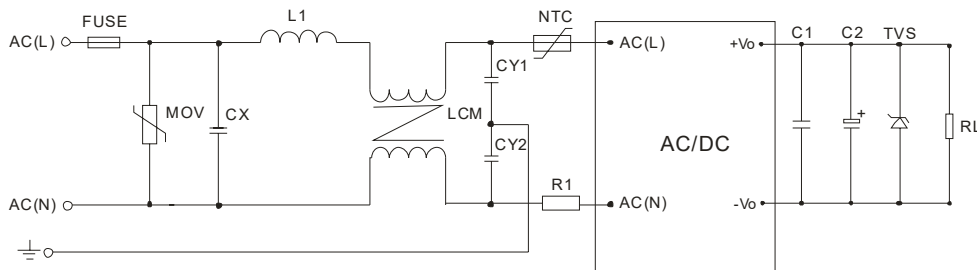 FUSE
L1
NTC
AC(L)
AC(L)
+Vo
C1
C2
TVS
CY1
MOV
CX
LCM
+
RL
CY2
AC/DC
R1
AC(N)
AC(N)
-Vo